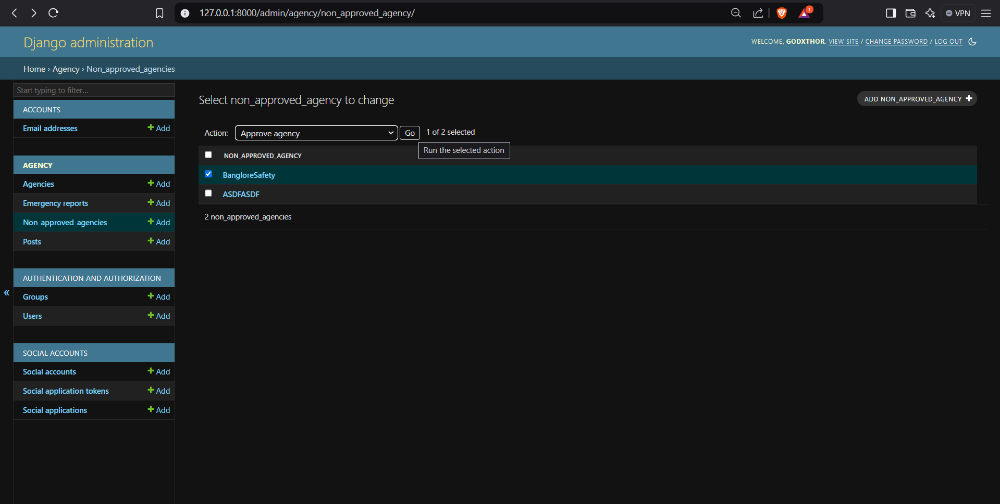 127.0.0.1:8000/admin/agency/non_approved_agency/
1
VPN
Django administration
WELCOME, GODXTHOR. VIEW SITE / CHANGE PASSWORD / LOG OUT
Home › Agency › Non_approved_agencies
Start typing to filter...
ACCOUNTS
Email addresses + Add
AGENCY
Agencies + Add
Emergency reports + Add
Non_approved_agencies + Add
Posts + Add
AUTHENTICATION AND AUTHORIZATION
Groups + Add
Users + Add
SOCIAL ACCOUNTS
Social accounts + Add
Social application tokens + Add
Social applications + Add
«
Select non_approved_agency to change
ADD NON_APPROVED_AGENCY +
Action: Approve agency Go 1 of 2 selected
Run the selected action
NON_APPROVED_AGENCY
BangloreSafety
ASDFASDF
2 non_approved_agencies